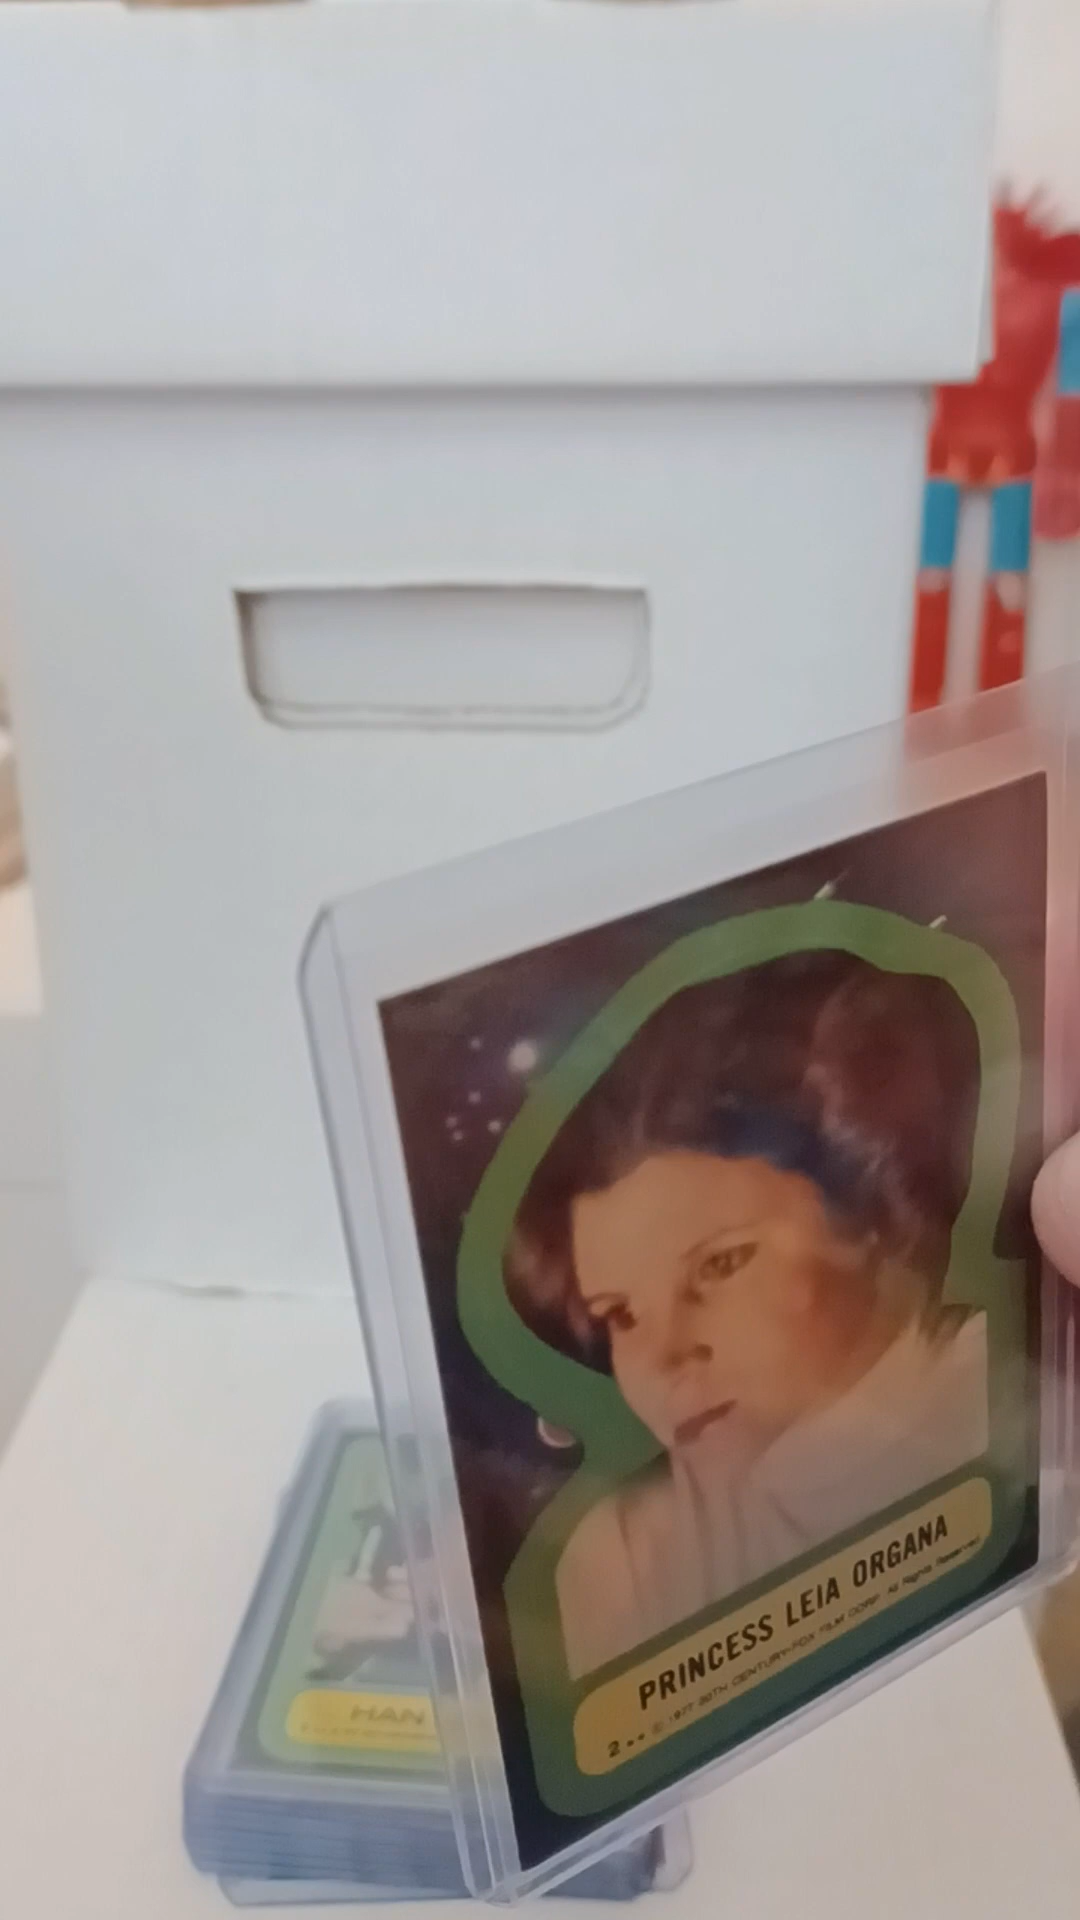 PRINCESS LEIA ORGANA
2 ★★ © 1977 20TH CENTURY-FOX FILM CORP. All Rights Reserved
HAN